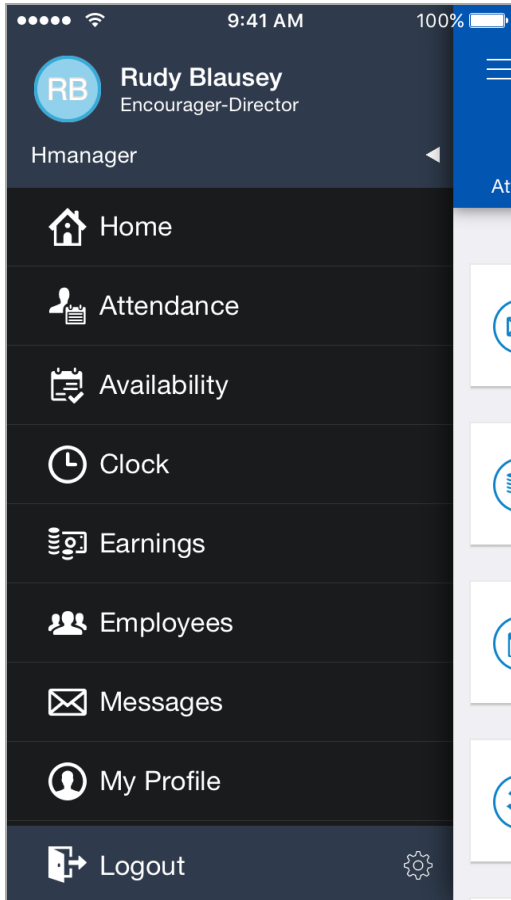 9:41 AM 100%
RB Rudy Blausey
Encourager-Director
Hmanager
At
Home
Attendance
Availability
Clock
Earnings
Employees
Messages
My Profile
Logout